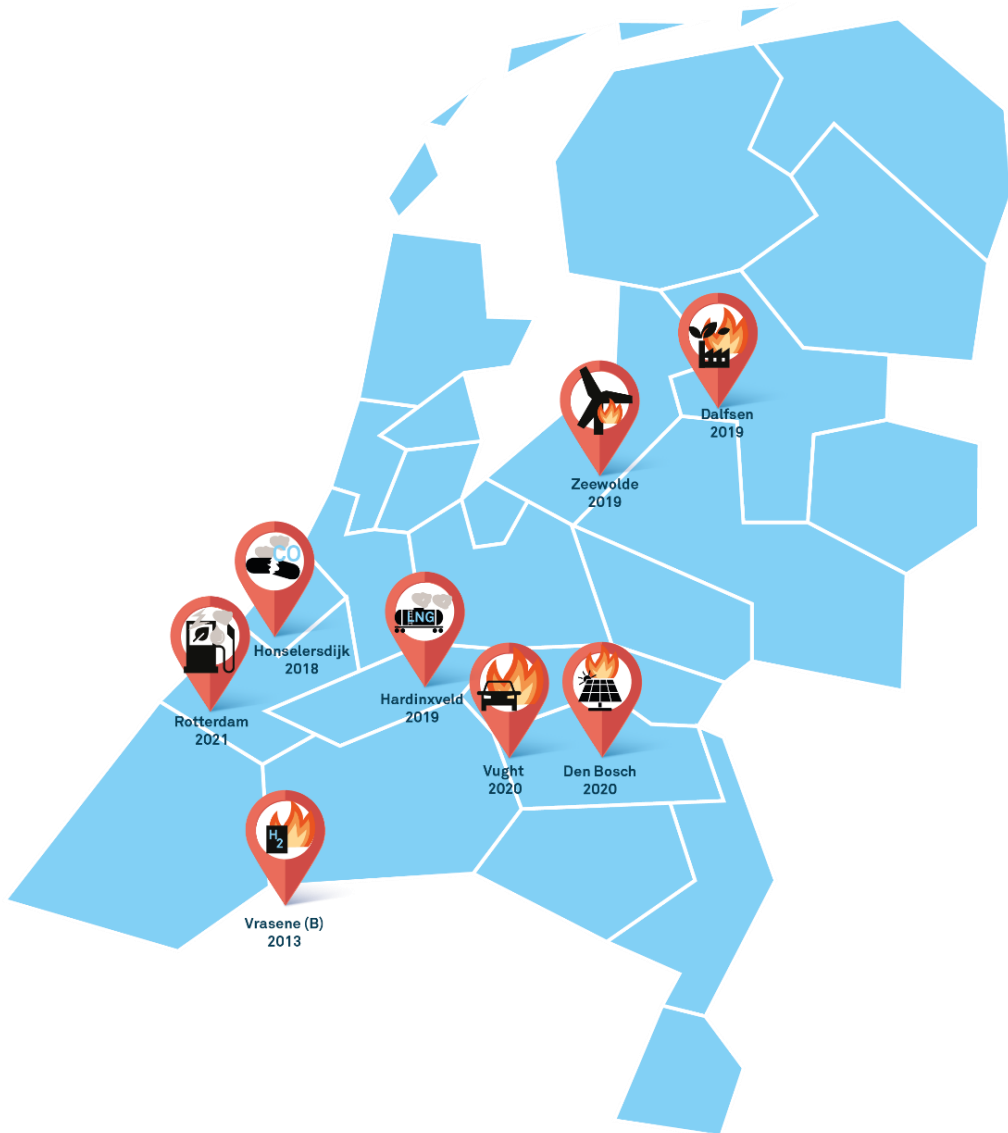 Dalfsen
2019
Zeewolde
2019
CO
Honselersdijk
2018
LNG
Hardinxveld
2019
Rotterdam
2021
Vught
2020
Den Bosch
2020
H2
Vrasene (B)
2013